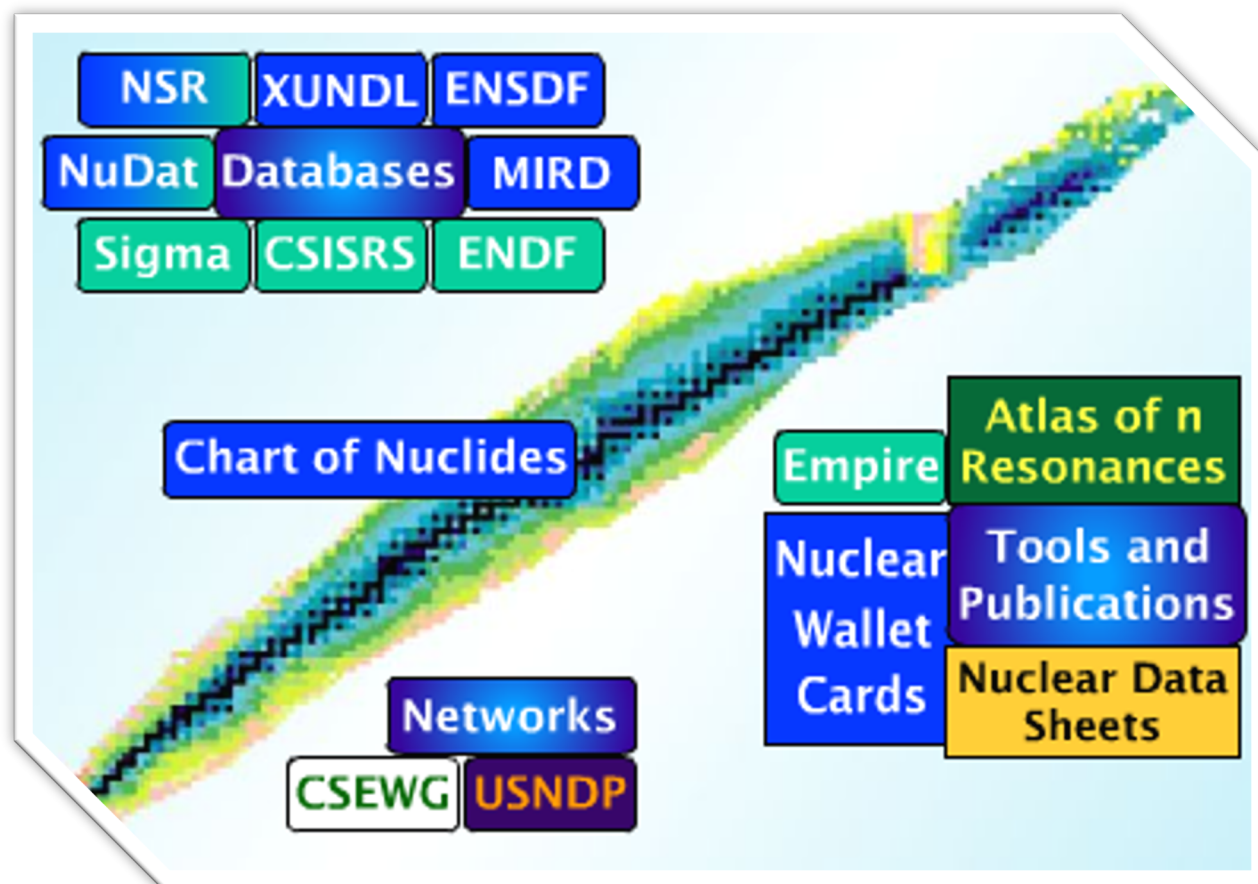 NSR XUNDL ENSDF
NuDat Databases MIRD
Sigma CSISRS ENDF
Chart of Nuclides
Empire
Atlas of n
Resonances
Nuclear
Wallet
Cards
Tools and
Publications
Nuclear Data
Sheets
Networks
CSEWG USNDP